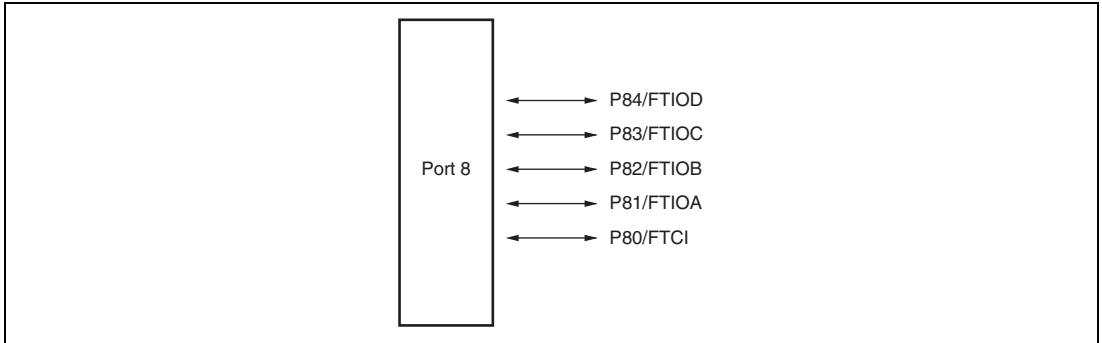 P84/FTIOD
P83/FTIOC
Port 8
P82/FTIOB
P81/FTIOA
P80/FTCI